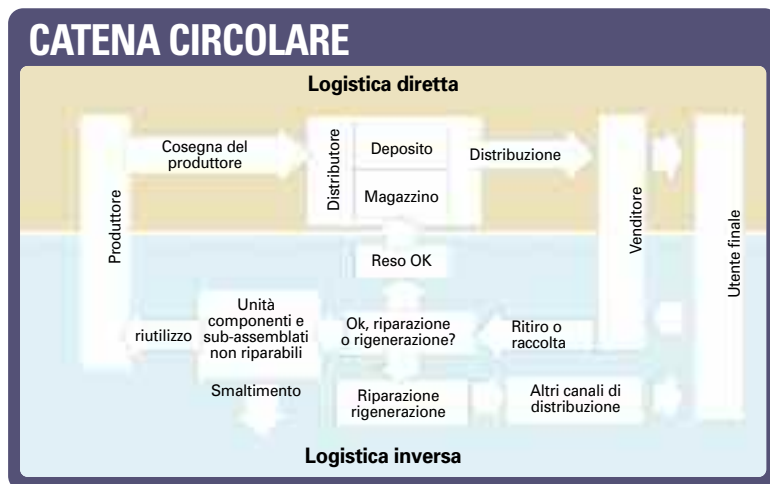 CATENA CIRCOLARE
Logistica diretta
Produttore
Cosegna del
produttore
Distributore
Deposito
Magazzino
Distribuzione
Venditore
Utente finale
Reso OK
riutilizzo
Unità
componenti e
sub-assemblati
non riparabili
Ok, riparazione
o rigenerazione?
Ritiro o
raccolta
Smaltimento
Riparazione
rigenerazione
Altri canali di
distribuzione
Logistica inversa